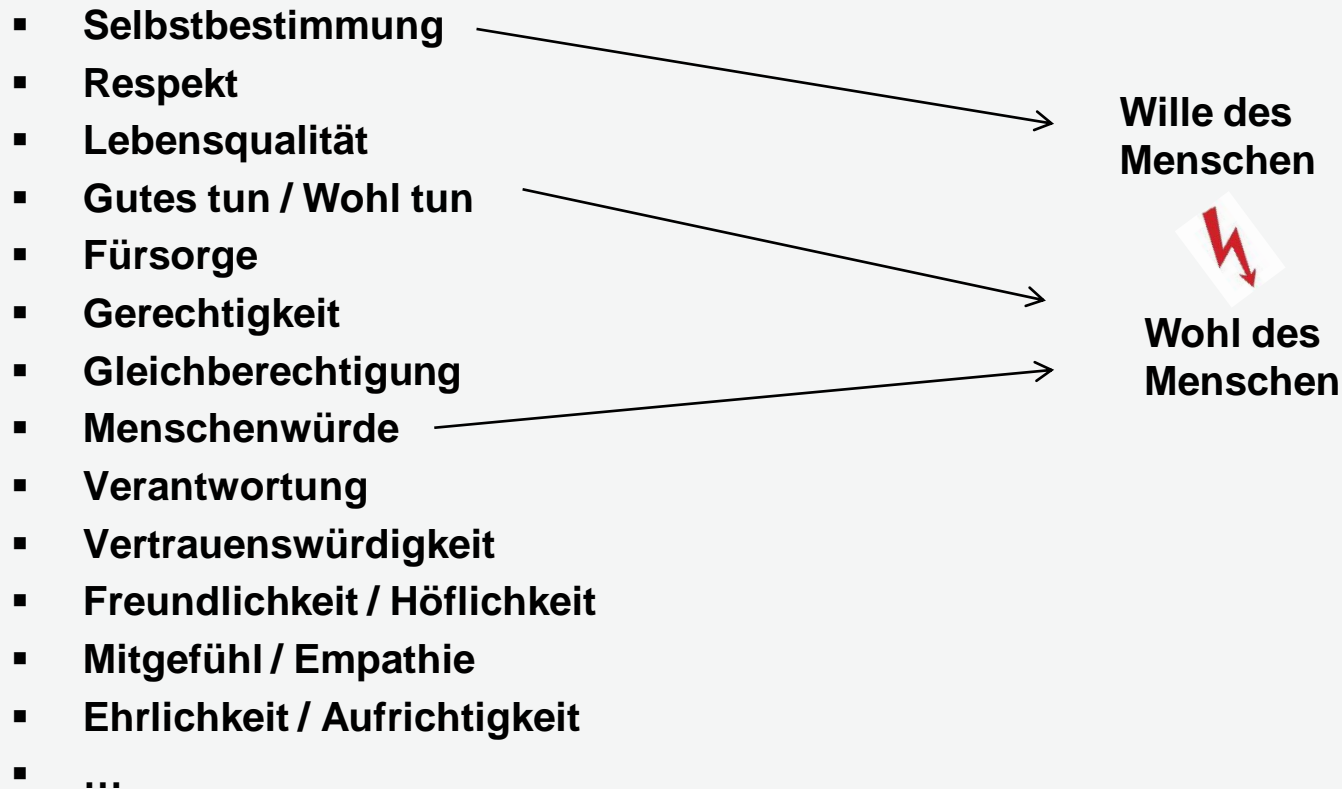 ▪ Selbstbestimmung
▪ Respekt
▪ Lebensqualität
▪ Gutes tun / Wohl tun
▪ Fürsorge
▪ Gerechtigkeit
▪ Gleichberechtigung
▪ Menschenwürde
▪ Verantwortung
▪ Vertrauenswürdigkeit
▪ Freundlichkeit / Höflichkeit
▪ Mitgefühl / Empathie
▪ Ehrlichkeit / Aufrichtigkeit
▪ ...
Wille des
Menschen
Wohl des
Menschen